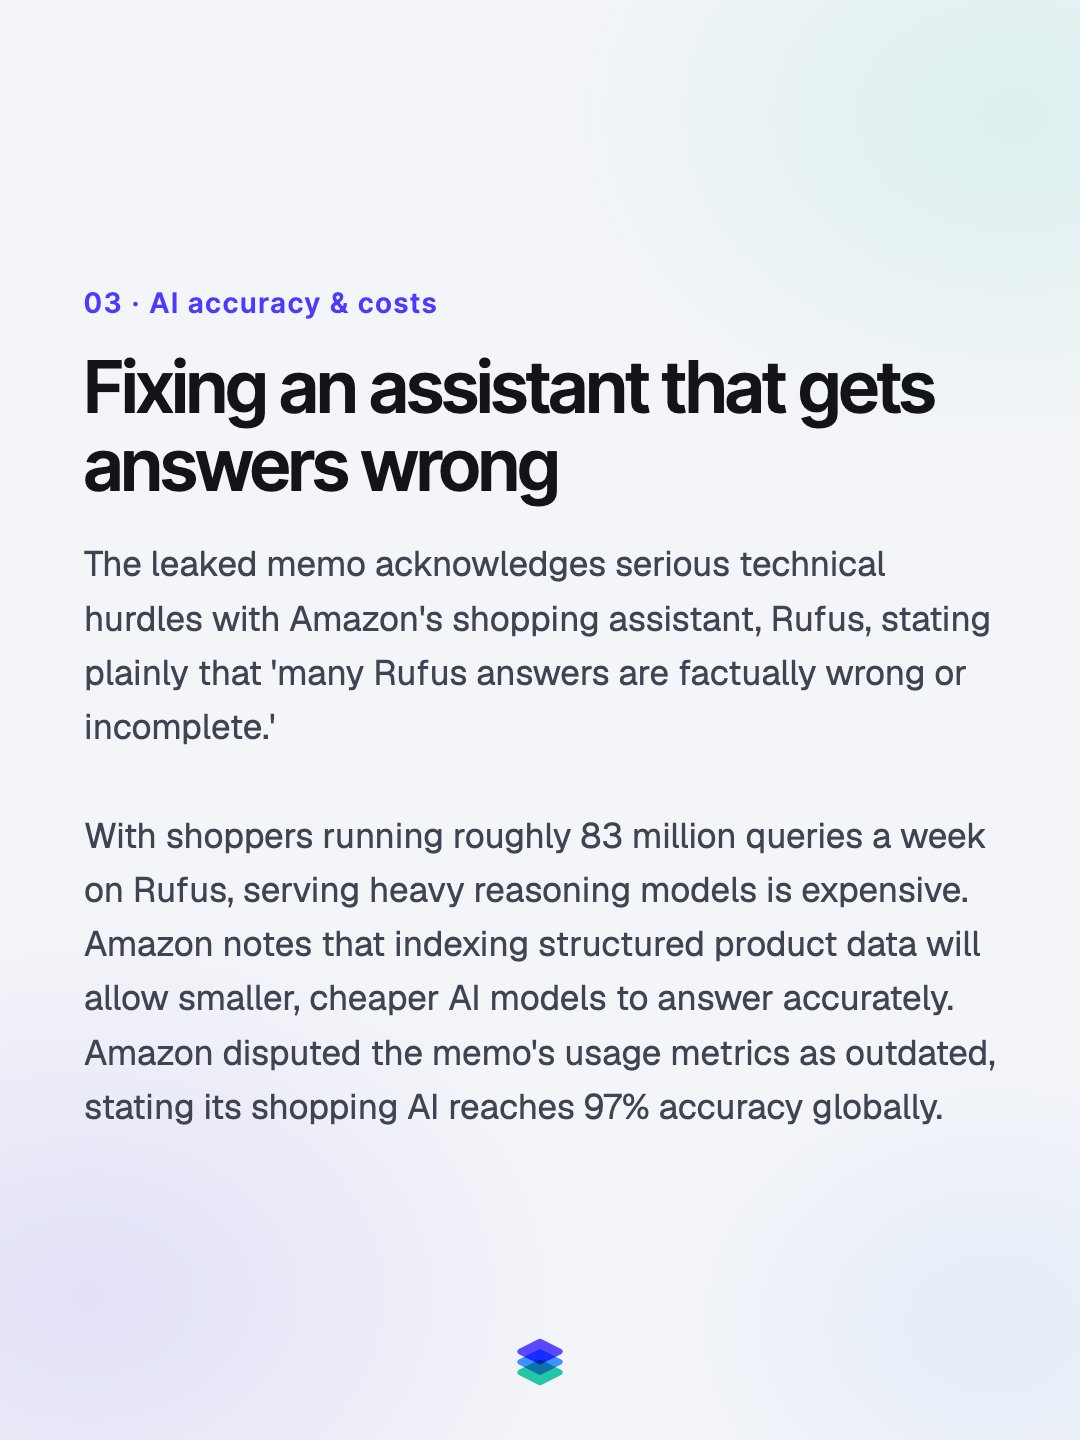 03 · AI accuracy & costs
Fixing an assistant that gets
answers wrong
The leaked memo acknowledges serious technical
hurdles with Amazon's shopping assistant, Rufus, stating
plainly that 'many Rufus answers are factually wrong or
incomplete.'
With shoppers running roughly 83 million queries a week
on Rufus, serving heavy reasoning models is expensive.
Amazon notes that indexing structured product data will
allow smaller, cheaper AI models to answer accurately.
Amazon disputed the memo's usage metrics as outdated,
stating its shopping AI reaches 97% accuracy globally.